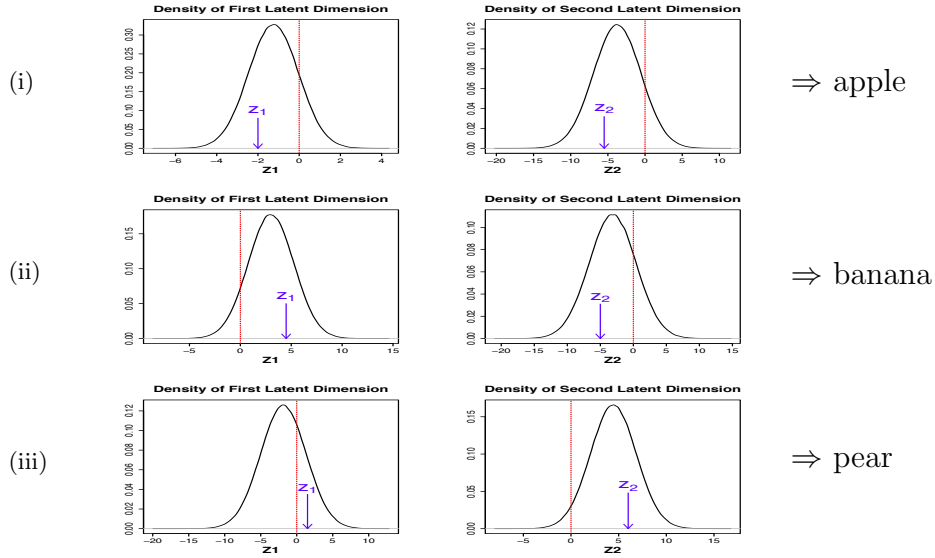 Density of First Latent Dimension
Density of Second Latent Dimension
0.00 0.05 0.10 0.15 0.20 0.25 0.30
0.00 0.02 0.04 0.06 0.08 0.10 0.12
(i)
z1
z2
⇒ apple
−6 −4 −2 0 2 4
−20 −15 −10 −5 0 5 10
Z1
Z2
Density of First Latent Dimension
Density of Second Latent Dimension
0.00 0.05 0.10 0.15
0.00 0.02 0.04 0.06 0.08 0.10
(ii)
z1
z2
⇒ banana
−5 0 5 10 15
−20 −15 −10 −5 0 5 10 15
Z1
Z2
Density of First Latent Dimension
Density of Second Latent Dimension
0.00 0.02 0.04 0.06 0.08 0.10 0.12
0.00 0.05 0.10 0.15
(iii)
z1
z2
⇒ pear
−20 −15 −10 −5 0 5 10
−5 0 5 10 15
Z1
Z2